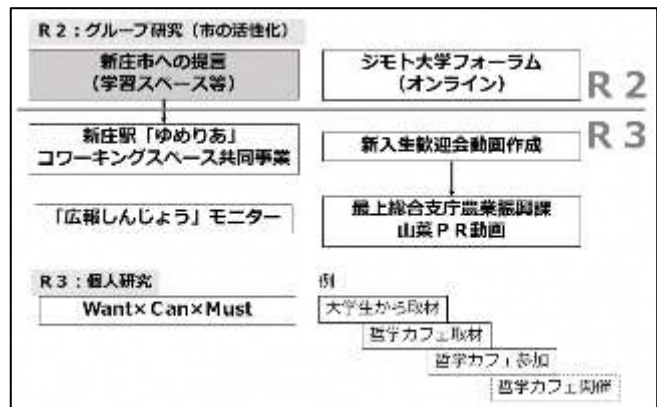 R2:グループ研究(市の活性化)
新庄市への提言
(学習スペース等)
ジモト大学フォーラム
(オンライン)
R2
R3
新庄駅「ゆめりあ」
コワーキングスペース共同事業
新入生歓迎会動画作成
「広報しんじょう」モニター
最上総合支庁農業振興課
山菜PR動画
R3:個人研究
Want×Can×Must
例
大学生から取材
哲学カフェ取材
哲学カフェ参加
哲学カフェ開催